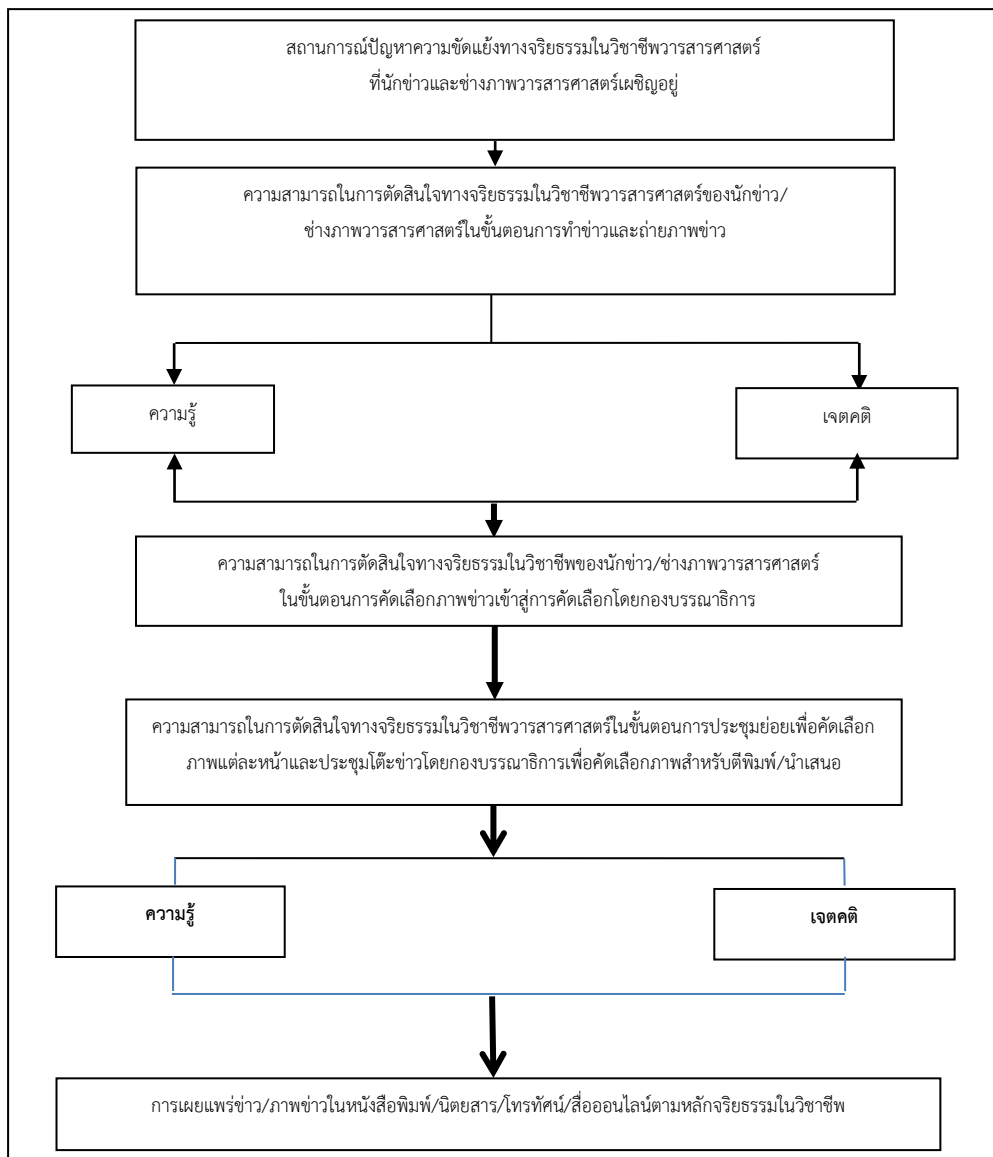 สถานการณ์ปัญหาความขัดแย้งทางจริยธรรมในวิชาชีพวารสารศาสตร์
ที่นักข่าวและช่างภาพวารสารศาสตร์เผชิญอยู่
ความสามารถในการตัดสินใจทางจริยธรรมในวิชาชีพวารสารศาสตร์ของนักข่าว/
ช่างภาพวารสารศาสตร์ในขั้นตอนการทำข่าวและถ่ายภาพข่าว
ความรู้
เจตคติ
ความสามารถในการตัดสินใจทางจริยธรรมในวิชาชีพของนักข่าว/ช่างภาพวารสารศาสตร์
ในขั้นตอนการคัดเลือกภาพข่าวเข้าสู่การคัดเลือกโดยกองบรรณาธิการ
ความสามารถในการตัดสินใจทางจริยธรรมในวิชาชีพวารสารศาสตร์ในขั้นตอนการประชุมย่อยเพื่อคัดเลือก
ภาพแต่ละหน้าและประชุมโต๊ะข่าวโดยกองบรรณาธิการเพื่อคัดเลือกภาพสำหรับตีพิมพ์/นำเสนอ
ความรู้
เจตคติ
การเผยแพร่ข่าว/ภาพข่าวในหนังสือพิมพ์/นิตยสาร/โทรทัศน์/สื่อออนไลน์ตามหลักจริยธรรมในวิชาชีพ